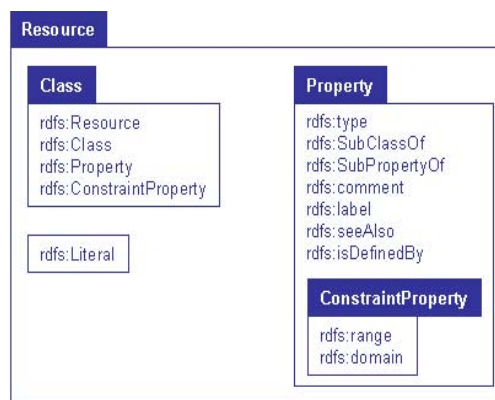 Resource
Class
rdfs:Resource
rdfs:Class
rdfs:Property
rdfs:ConstraintProperty
rdfs:Literal
Property
rdfs:type
rdfs:SubClassOf
rdfs:SubPropertyOf
rdfs:comment
rdfs:label
rdfs:seeAlso
rdfs:isDefinedBy
ConstraintProperty
rdfs:range
rdfs:domain